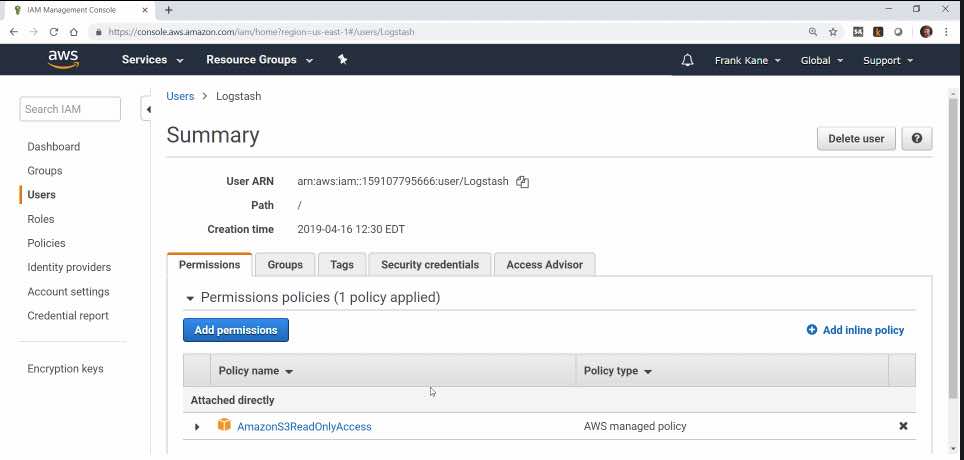 IAM Management Console
https://console.aws.amazon.com/iam/home?region=us-east-1#/users/Logstash
aws Services Resource Groups Frank Kane Global Support
Search IAM
Dashboard
Groups
Users
Roles
Policies
Identity providers
Account settings
Credential report
Encryption keys
Users > Logstash
Summary
Delete user
User ARN arn:aws:iam::159107795666:user/Logstash
Path /
Creation time 2019-04-16 12:30 EDT
Permissions Groups Tags Security credentials Access Advisor
Permissions policies (1 policy applied)
Add permissions Add inline policy
Policy name Policy type
Attached directly
AmazonS3ReadOnlyAccess AWS managed policy